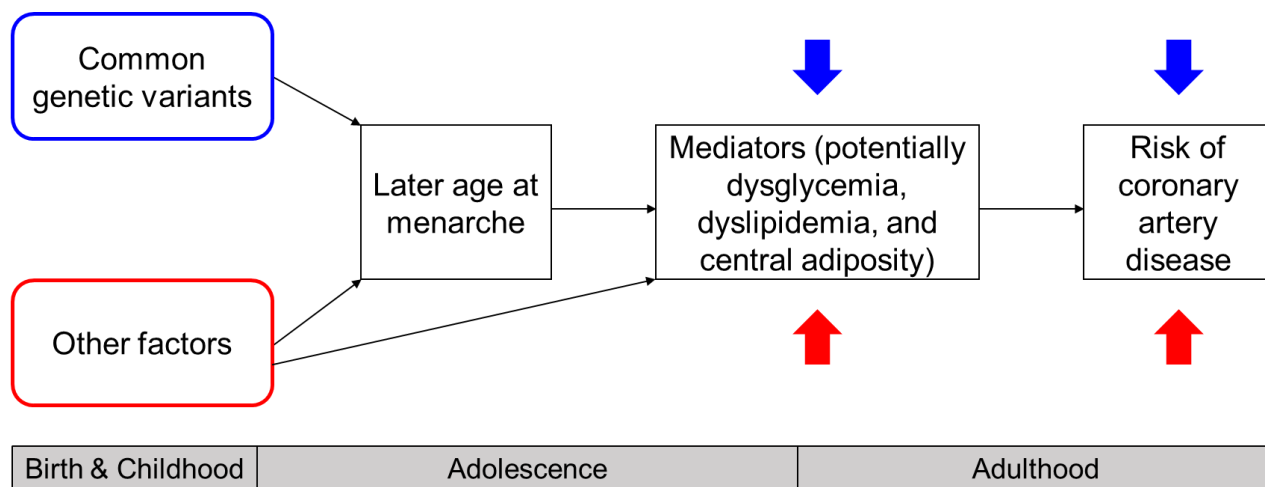 Common
genetic variants
Later age at
menarche
Mediators (potentially
dysglycemia,
dyslipidemia, and
central adiposity)
Risk of
coronary
artery
disease
Other factors
Birth & Childhood
Adolescence
Adulthood